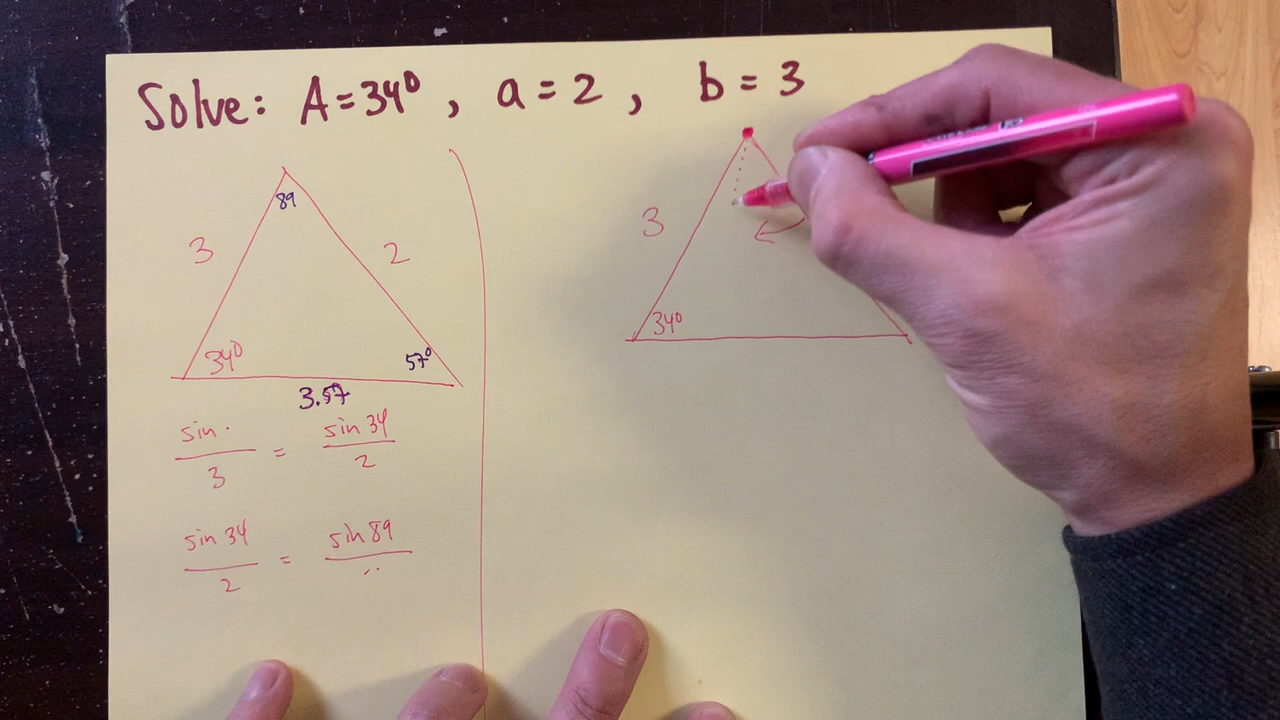 Solve: A=34°, a=2, b=3
89
3
2
34°
57°
3.57
sin · / 3 = sin 34 / 2
sin 34 / 2 = sin 89 / ··
3
34°